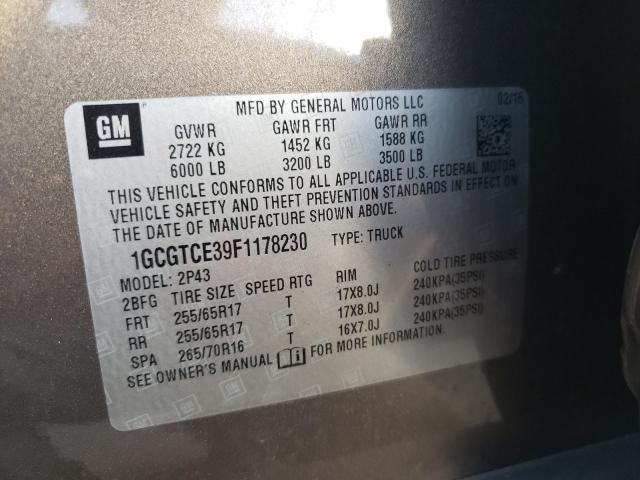 GM
MFD BY GENERAL MOTORS LLC 02/15
GVWR GAWR FRT GAWR RR
2722 KG 1452 KG 1588 KG
6000 LB 3200 LB 3500 LB
THIS VEHICLE CONFORMS TO ALL APPLICABLE U.S. FEDERAL MOTOR
VEHICLE SAFETY AND THEFT PREVENTION STANDARDS IN EFFECT ON
THE DATE OF MANUFACTURE SHOWN ABOVE.
1GCGTCE39F1178230 TYPE: TRUCK
MODEL: 2P43
2BFG TIRE SIZE SPEED RTG RIM COLD TIRE PRESSURE
FRT 255/65R17 T 17X8.0J 240KPA(35PSI)
RR 255/65R17 T 17X8.0J 240KPA(35PSI)
SPA 265/70R16 T 16X7.0J 240KPA(35PSI)
SEE OWNER'S MANUAL FOR MORE INFORMATION.